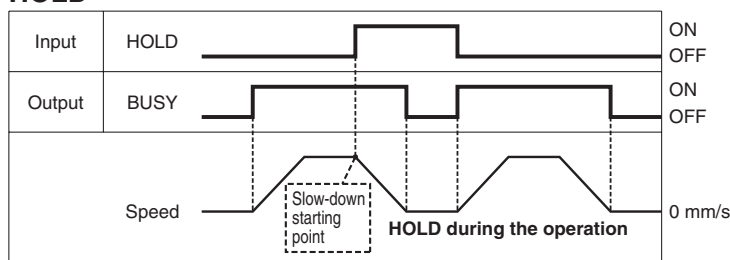 HOLD
Input HOLD ON
OFF
Output BUSY ON
OFF
Speed 0 mm/s
Slow-down
starting
point
HOLD during the operation